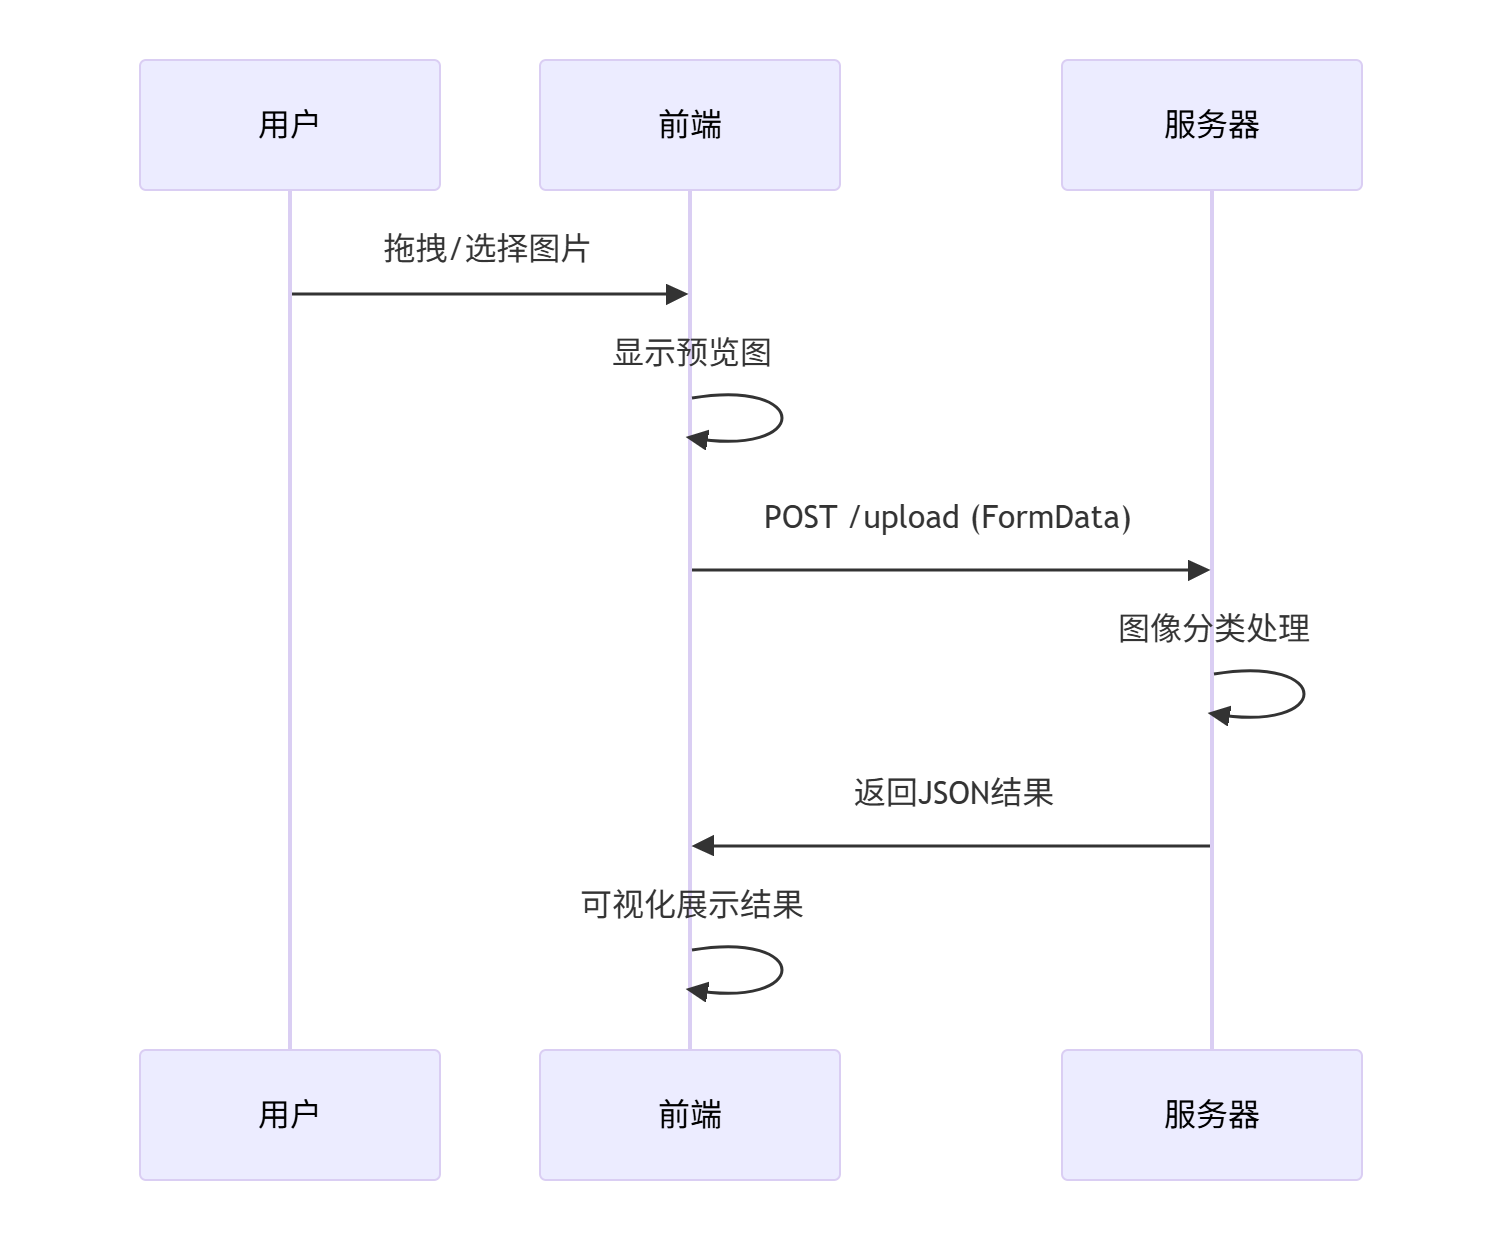 用户
前端
服务器
拖拽/选择图片
显示预览图
POST /upload (FormData)
图像分类处理
返回JSON结果
可视化展示结果
用户
前端
服务器